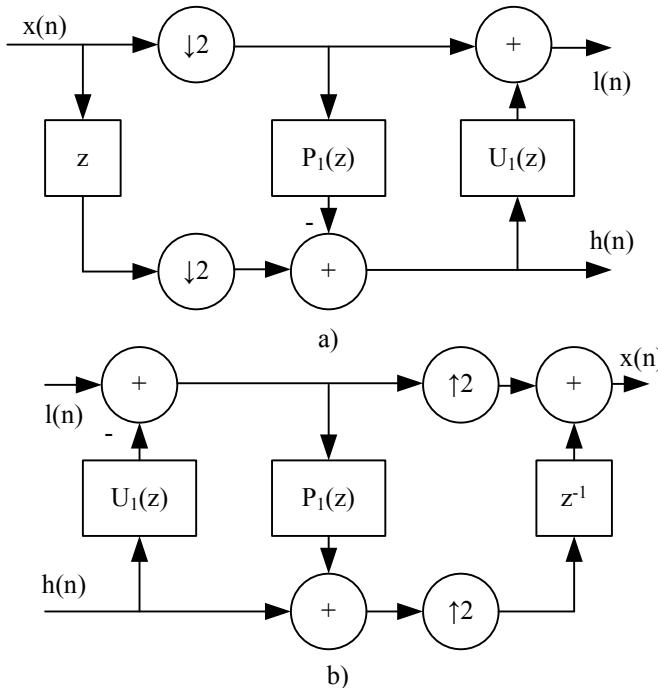 x(n)
↓2
+
l(n)
z
P₁(z)
U₁(z)
-
h(n)
↓2
+
a)
x(n)
+
↑2
+
l(n)
-
U₁(z)
P₁(z)
z⁻¹
h(n)
+
↑2
b)